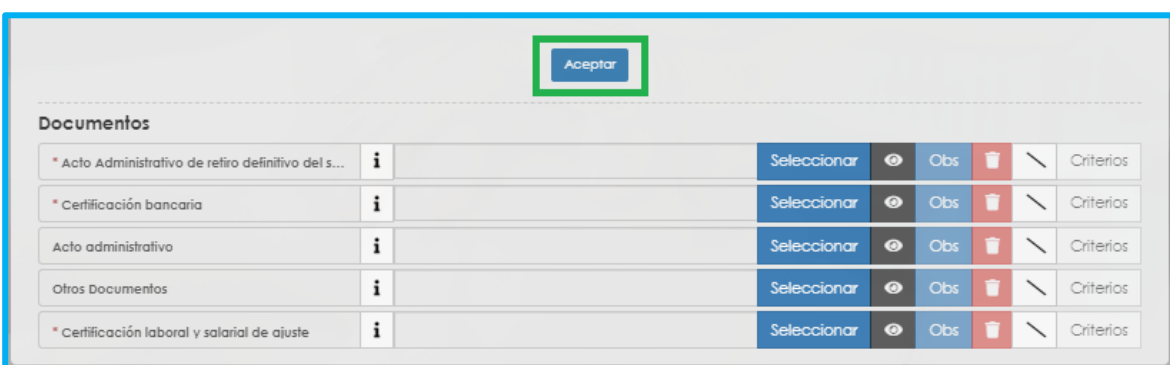 Aceptar
Documentos
* Acto Administrativo de retiro definitivo del s... i Seleccionar Obs Criterios
* Certificación bancaria i Seleccionar Obs Criterios
Acto administrativo i Seleccionar Obs Criterios
Otros Documentos i Seleccionar Obs Criterios
* Certificación laboral y salarial de ajuste i Seleccionar Obs Criterios